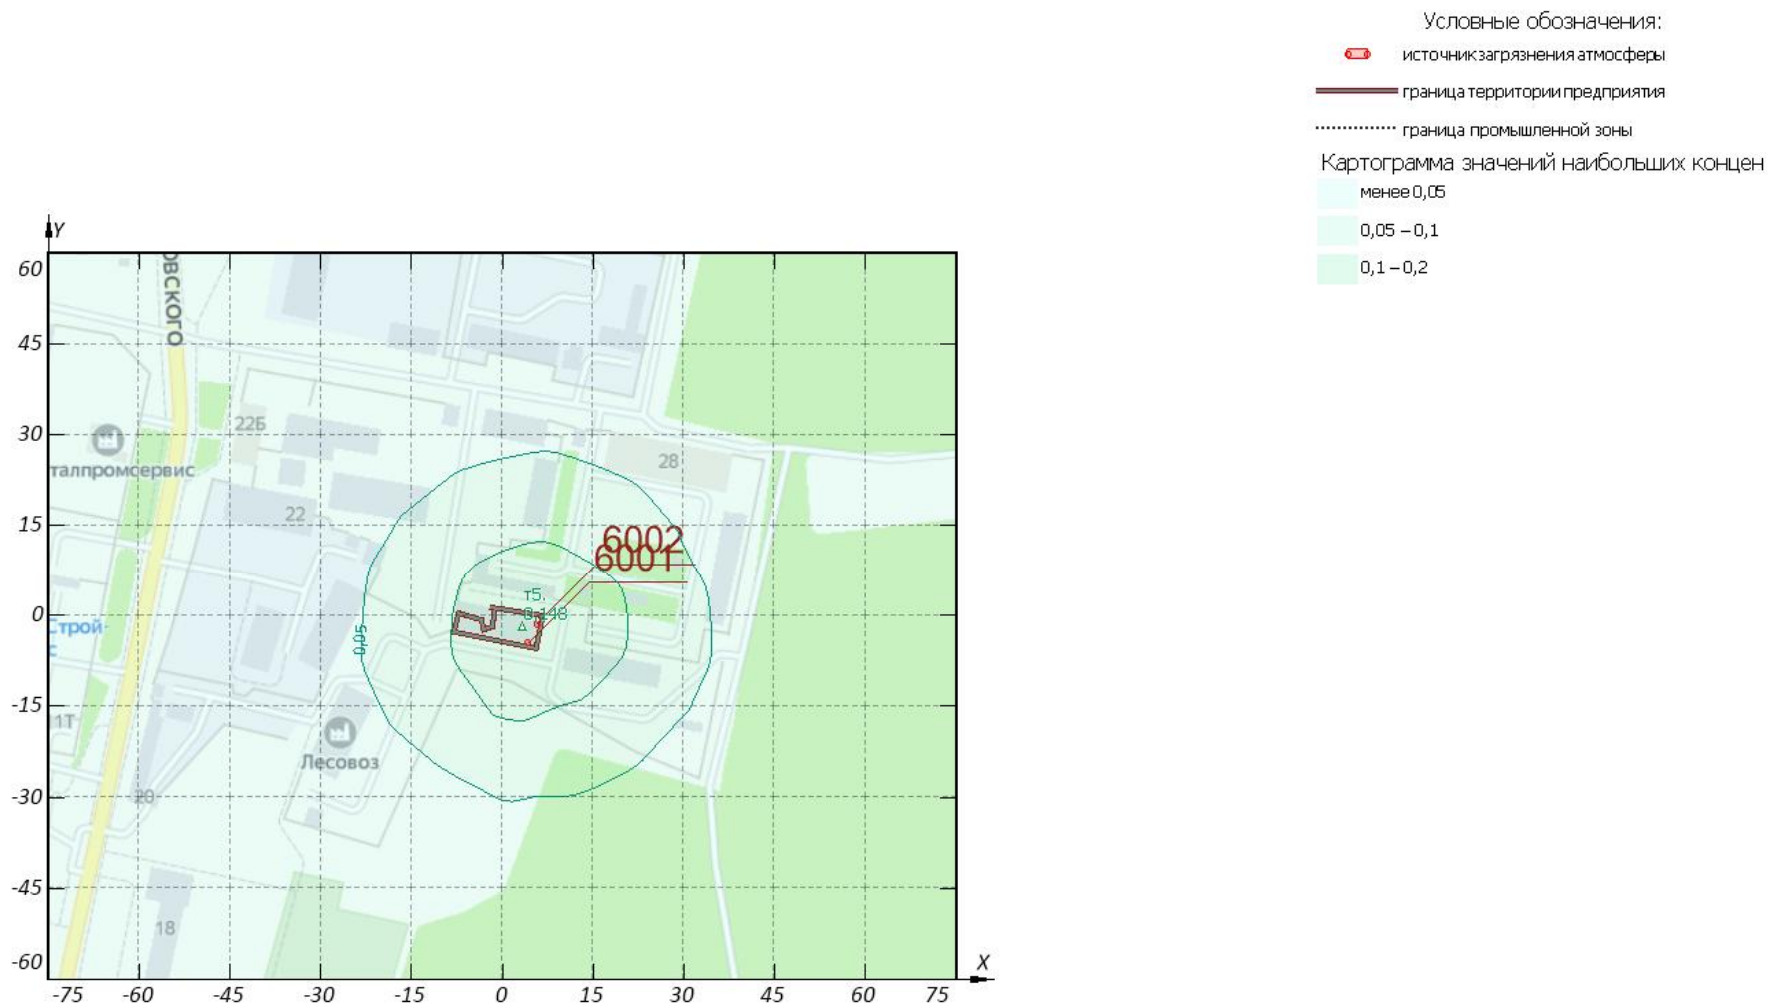 Условные обозначения:
источник загрязнения атмосферы
граница территории предприятия
граница промышленной зоны
Картограмма значений наибольших концен
менее 0,05
0,05 – 0,1
0,1 – 0,2
Y
60
45
30
15
0
-15
-30
-45
-60
-75
-60
-45
-30
-15
0
15
30
45
60
75
X
овского
22Б
талпромсервис
28
22
6002
6001
т5.
0,148
0,05
Строй-
с
11Т
Лесовоз
20
18